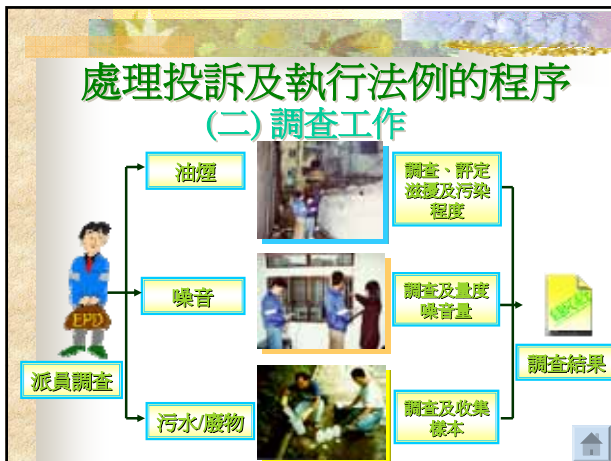 處理投訴及執行法例的程序
(二) 調查工作
油煙
調查、評定
滋擾及污染
程度
噪音
調查及量度
噪音量
EPD
派員調查
調查結果
污水/廢物
調查及收集
樣本